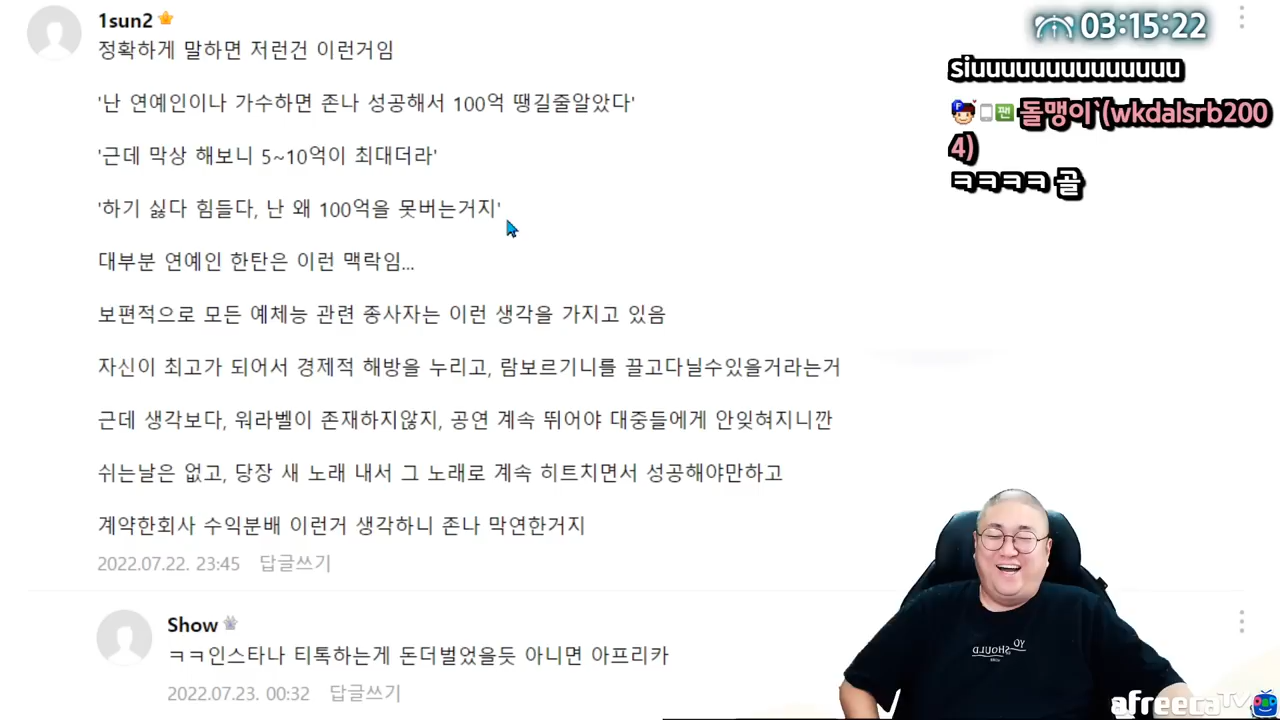 1sun2
정확하게 말하면 저런건 이런거임
'난 연예인이나 가수하면 존나 성공해서 100억 땡길줄알았다'
'근데 막상 해보니 5~10억이 최대더라'
'하기 싫다 힘들다, 난 왜 100억을 못버는거지'
대부분 연예인 한탄은 이런 맥락임...
보편적으로 모든 예체능 관련 종사자는 이런 생각을 가지고 있음
자신이 최고가 되어서 경제적 해방을 누리고, 람보르기니를 끌고다닐수있을거라는거
근데 생각보다, 워라벨이 존재하지않지, 공연 계속 뛰어야 대중들에게 안잊혀지니깐
쉬는날은 없고, 당장 새 노래 내서 그 노래로 계속 히트치면서 성공해야만하고
계약한회사 수익분배 이런거 생각하니 존나 막연한거지
2022.07.22. 23:45 답글쓰기
Show
ㅋㅋ인스타나 티톡하는게 돈더벌었을듯 아니면 아프리카
2022.07.23. 00:32 답글쓰기
03:15:22
siuuuuuuuuuuuuuu
팬 돌맹이`(wkdalsrb200
4)
ㅋㅋㅋㅋ 골
YO
SHOULD
afreecaTV